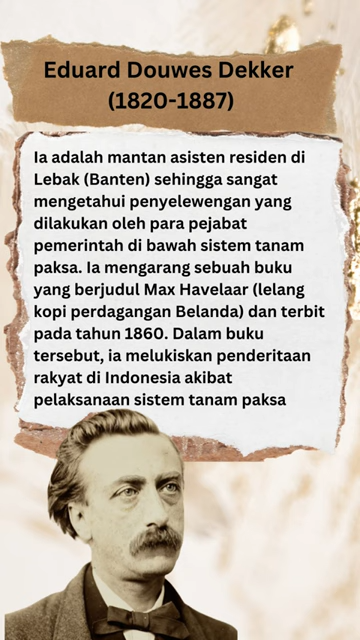 Eduard Douwes Dekker
(1820-1887)
Ia adalah mantan asisten residen di
Lebak (Banten) sehingga sangat
mengetahui penyelewengan yang
dilakukan oleh para pejabat
pemerintah di bawah sistem tanam
paksa. Ia mengarang sebuah buku
yang berjudul Max Havelaar (lelang
kopi perdagangan Belanda) dan terbit
pada tahun 1860. Dalam buku
tersebut, ia melukiskan penderitaan
rakyat di Indonesia akibat
pelaksanaan sistem tanam paksa